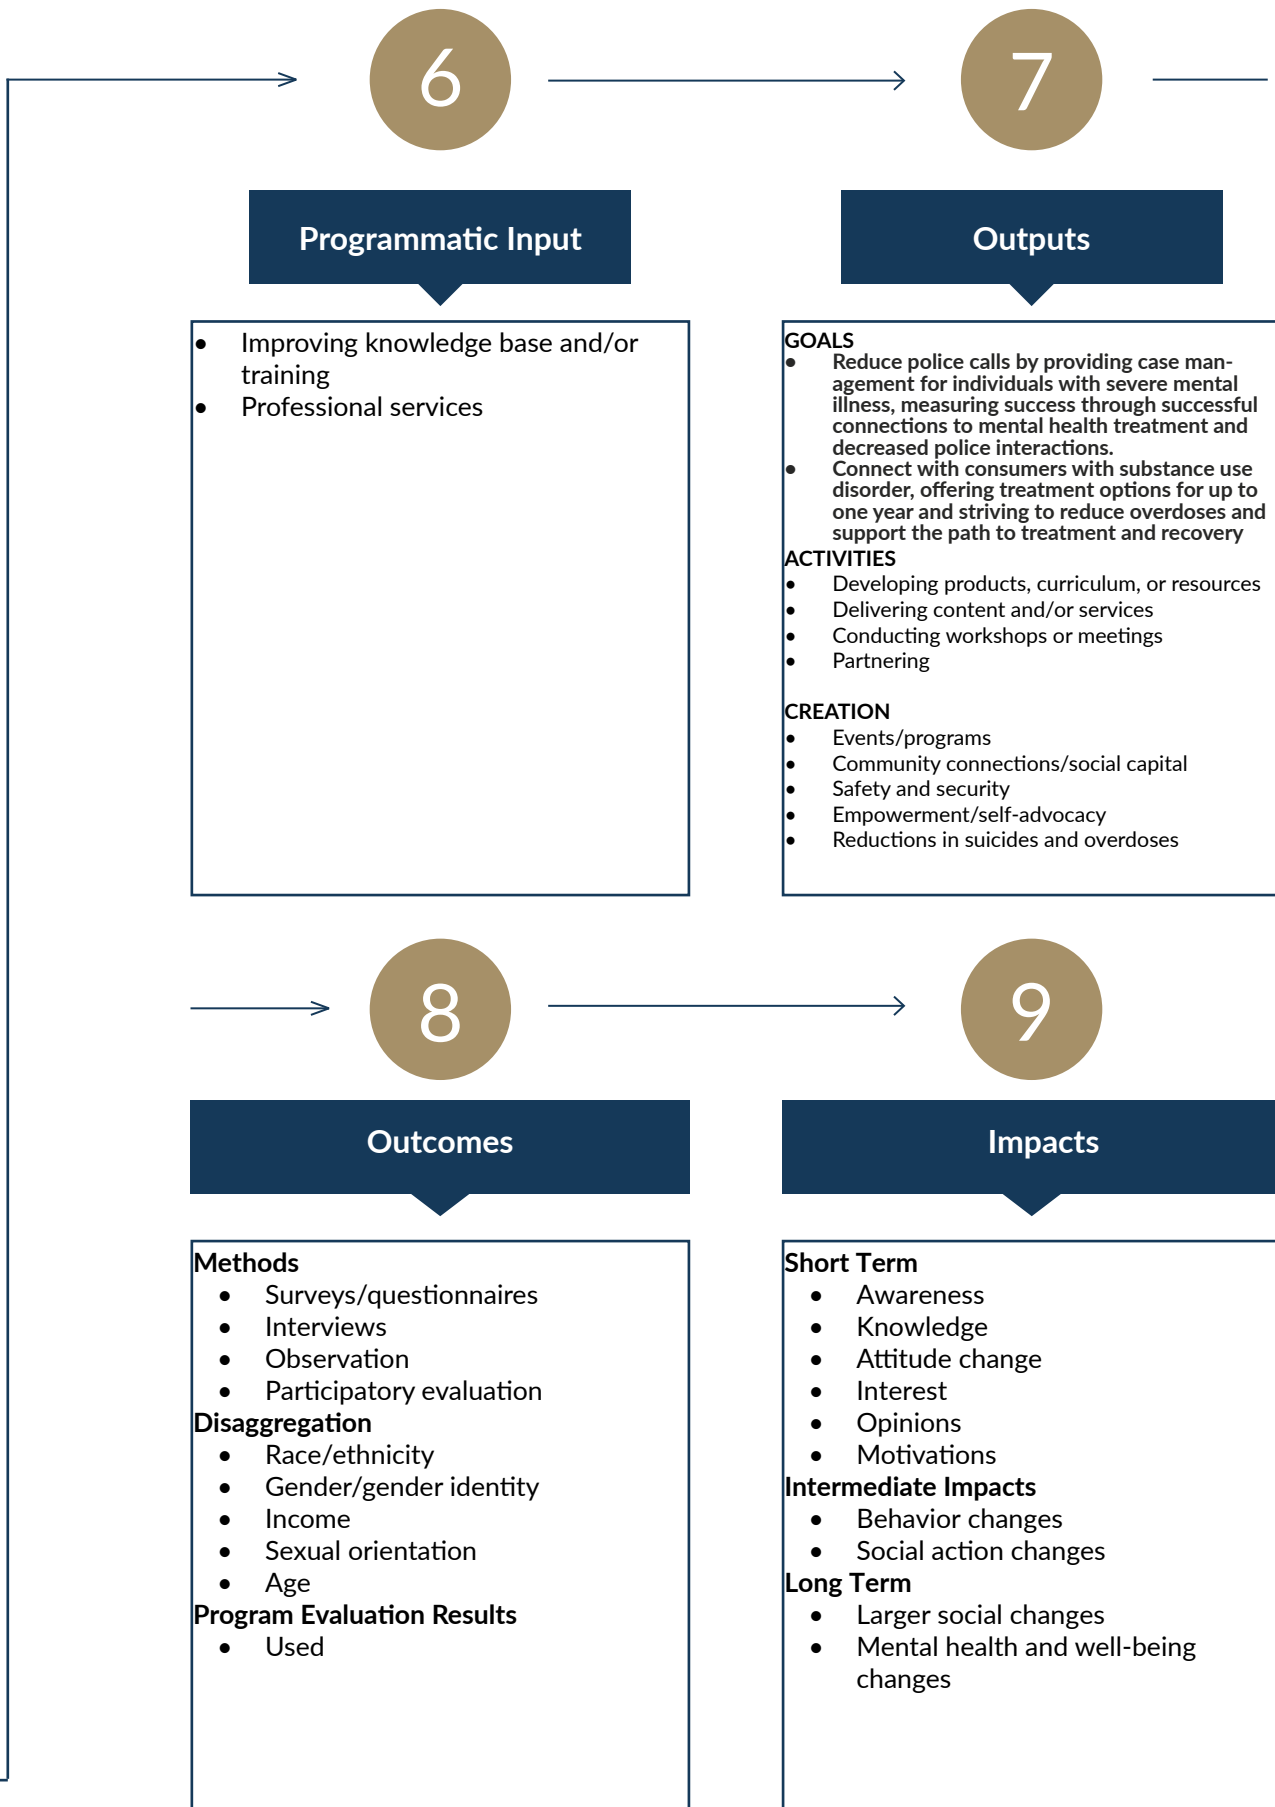 6
7
Programmatic Input
Outputs
• Improving knowledge base and/or
training
• Professional services
GOALS
• Reduce police calls by providing case man-
agement for individuals with severe mental
illness, measuring success through successful
connections to mental health treatment and
decreased police interactions.
• Connect with consumers with substance use
disorder, offering treatment options for up to
one year and striving to reduce overdoses and
support the path to treatment and recovery
ACTIVITIES
• Developing products, curriculum, or resources
• Delivering content and/or services
• Conducting workshops or meetings
• Partnering
CREATION
• Events/programs
• Community connections/social capital
• Safety and security
• Empowerment/self-advocacy
• Reductions in suicides and overdoses
8
9
Outcomes
Impacts
Methods
• Surveys/questionnaires
• Interviews
• Observation
• Participatory evaluation
Disaggregation
• Race/ethnicity
• Gender/gender identity
• Income
• Sexual orientation
• Age
Program Evaluation Results
• Used
Short Term
• Awareness
• Knowledge
• Attitude change
• Interest
• Opinions
• Motivations
Intermediate Impacts
• Behavior changes
• Social action changes
Long Term
• Larger social changes
• Mental health and well-being
changes